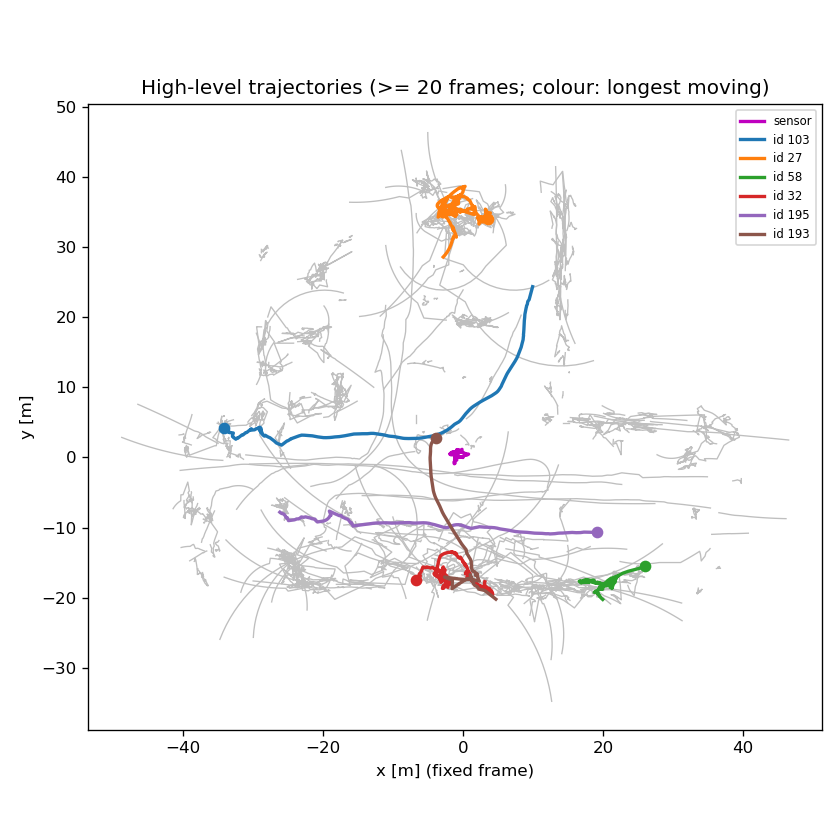 High-level trajectories (>= 20 frames; colour: longest moving)
sensor
id 103
id 27
id 58
id 32
id 195
id 193
50
40
30
20
10
0
−10
−20
−30
y [m]
−40
−20
0
20
40
x [m] (fixed frame)